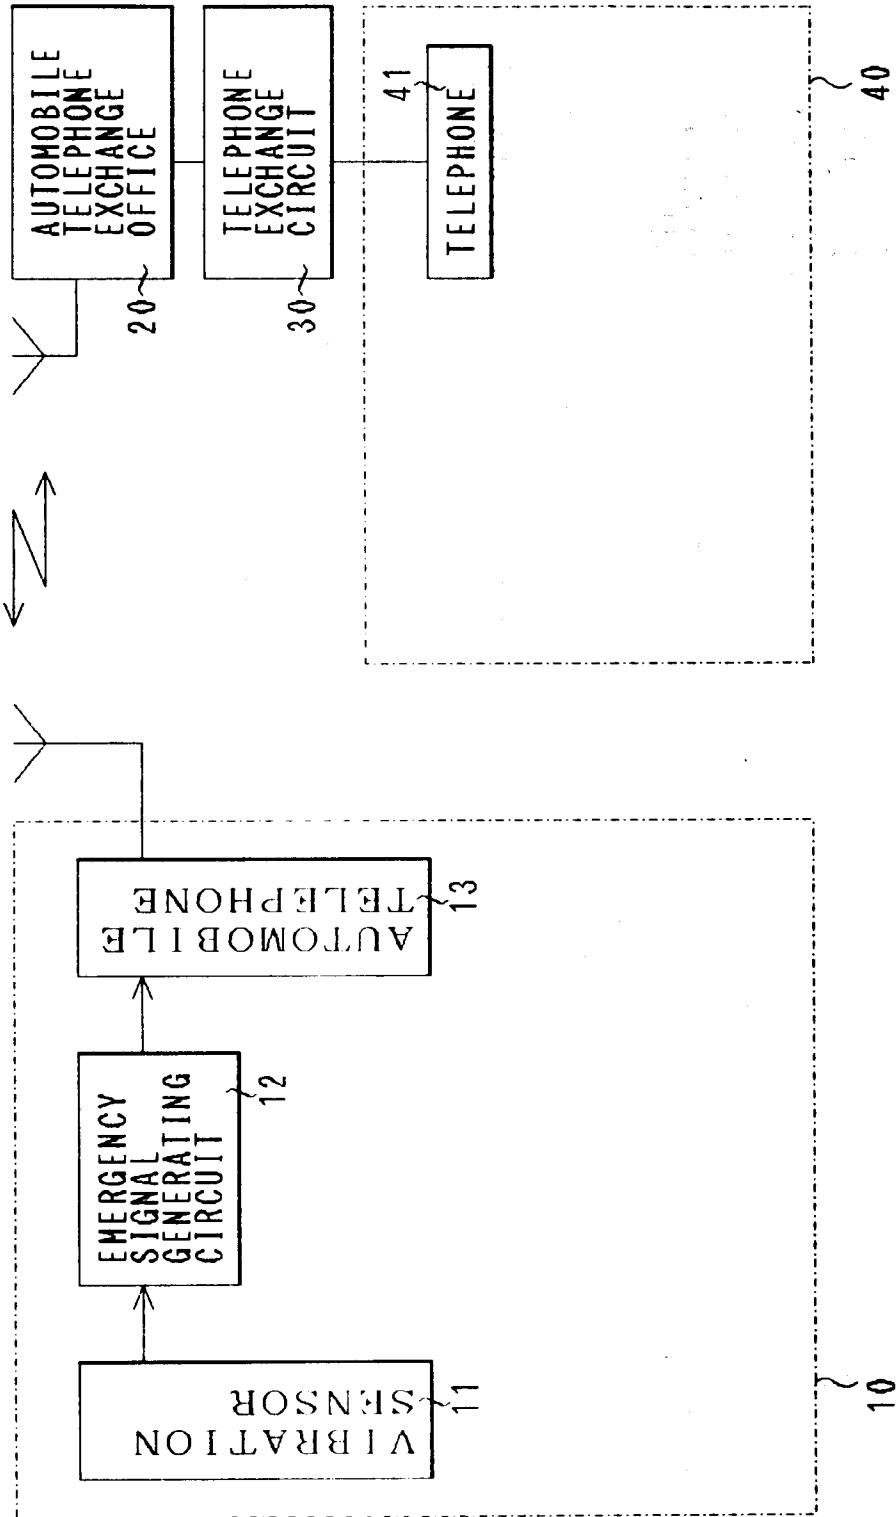 VIBRATION
SENSOR
11
EMERGENCY
SIGNAL
GENERATING
CIRCUIT
12
AUTOMOBILE
TELEPHONE
13
10
AUTOMOBILE
TELEPHONE
EXCHANGE
OFFICE
20
TELEPHONE
EXCHANGE
CIRCUIT
30
TELEPHONE
41
40